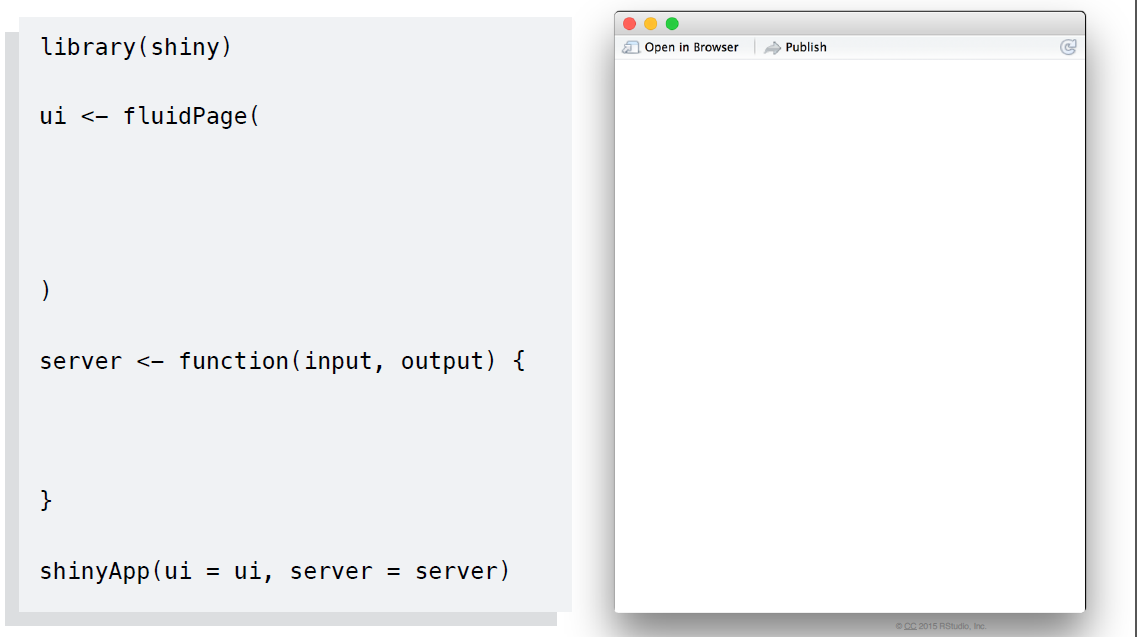 library(shiny)
ui <- fluidPage(
)
server <- function(input, output) {
}
shinyApp(ui = ui, server = server)
Open in Browser
Publish
© CC 2015 RStudio, Inc.